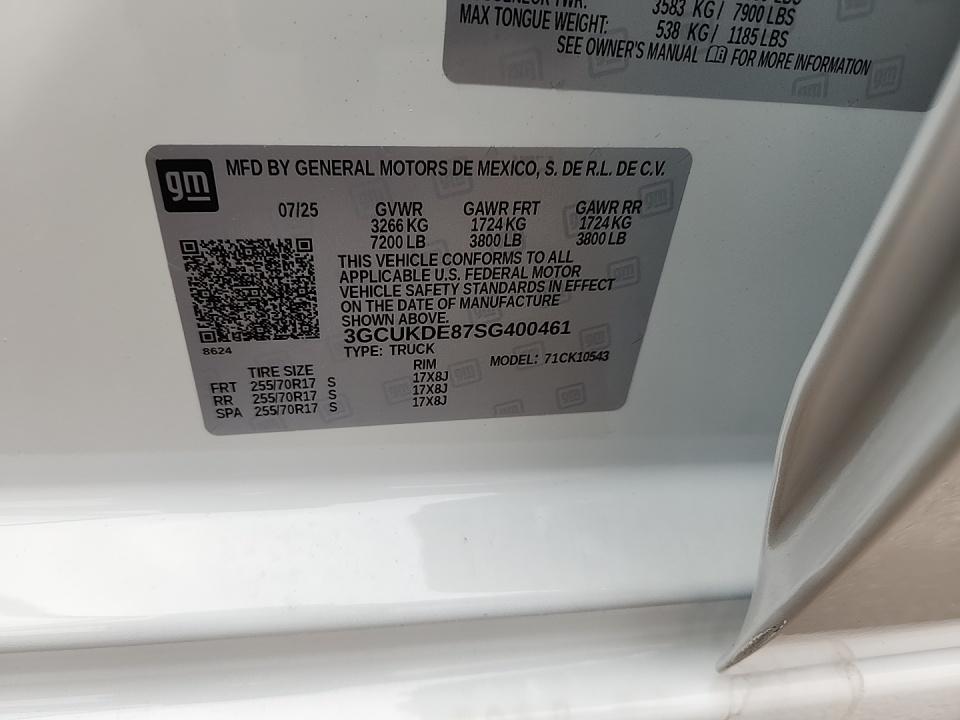 3583 KG / 7900 LBS
MAX TONGUE WEIGHT: 538 KG / 1185 LBS
SEE OWNER'S MANUAL FOR MORE INFORMATION
gm
MFD BY GENERAL MOTORS DE MEXICO, S. DE R.L. DE C.V.
07/25 GVWR GAWR FRT GAWR RR
3266 KG 1724 KG 1724 KG
7200 LB 3800 LB 3800 LB
THIS VEHICLE CONFORMS TO ALL
APPLICABLE U.S. FEDERAL MOTOR
VEHICLE SAFETY STANDARDS IN EFFECT
ON THE DATE OF MANUFACTURE
SHOWN ABOVE.
3GCUKDE87SG400461
8624
TYPE: TRUCK MODEL: 71CK10543
TIRE SIZE RIM
FRT 255/70R17 S 17X8J
RR 255/70R17 S 17X8J
SPA 255/70R17 S 17X8J